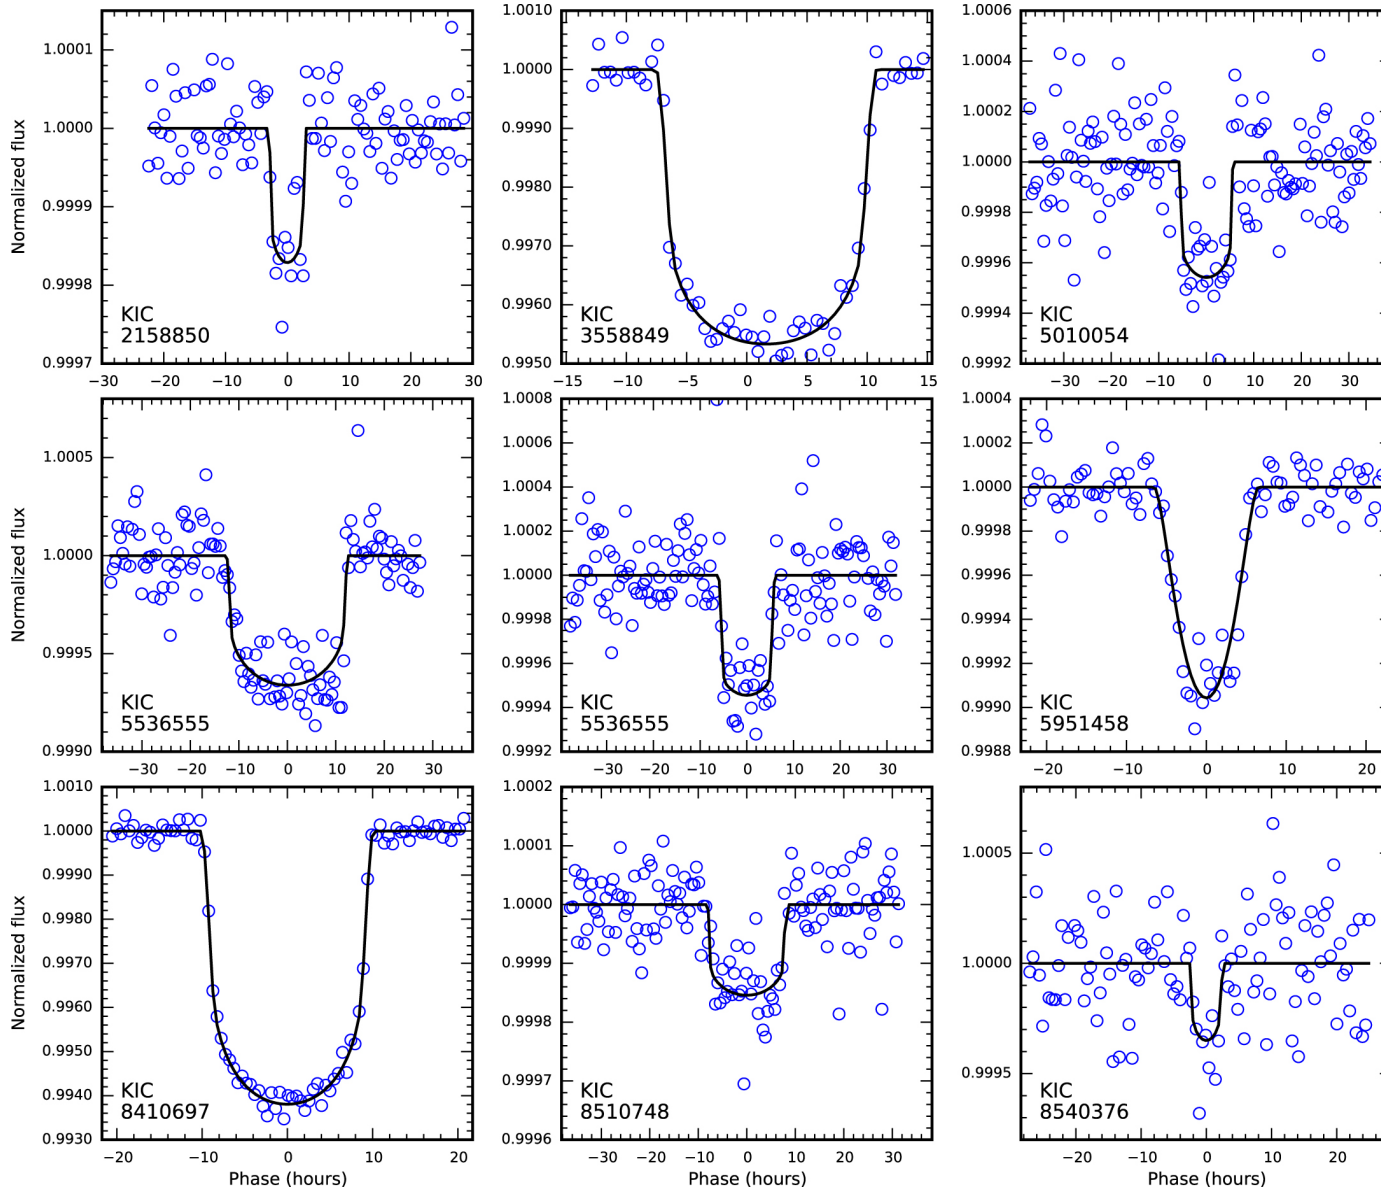 1.0001
1.0000
0.9999
0.9998
0.9997
Normalized flux
KIC
2158850
−30 −20 −10 0 10 20 30
1.0010
1.0000
0.9990
0.9980
0.9970
0.9960
0.9950
KIC
3558849
−15 −10 −5 0 5 10 15
1.0006
1.0004
1.0002
1.0000
0.9998
0.9996
0.9994
0.9992
KIC
5010054
−30 −20 −10 0 10 20 30
1.0005
1.0000
0.9995
0.9990
Normalized flux
KIC
5536555
−30 −20 −10 0 10 20 30
1.0008
1.0006
1.0004
1.0002
1.0000
0.9998
0.9996
0.9994
0.9992
KIC
5536555
−30 −20 −10 0 10 20 30
1.0004
1.0002
1.0000
0.9998
0.9996
0.9994
0.9992
0.9990
0.9988
KIC
5951458
−20 −10 0 10 20
1.0010
1.0000
0.9990
0.9980
0.9970
0.9960
0.9950
0.9940
0.9930
Normalized flux
KIC
8410697
−20 −10 0 10 20
Phase (hours)
1.0002
1.0001
1.0000
0.9999
0.9998
0.9997
0.9996
KIC
8510748
−30 −20 −10 0 10 20 30
Phase (hours)
1.0005
1.0000
0.9995
KIC
8540376
−20 −10 0 10 20
Phase (hours)